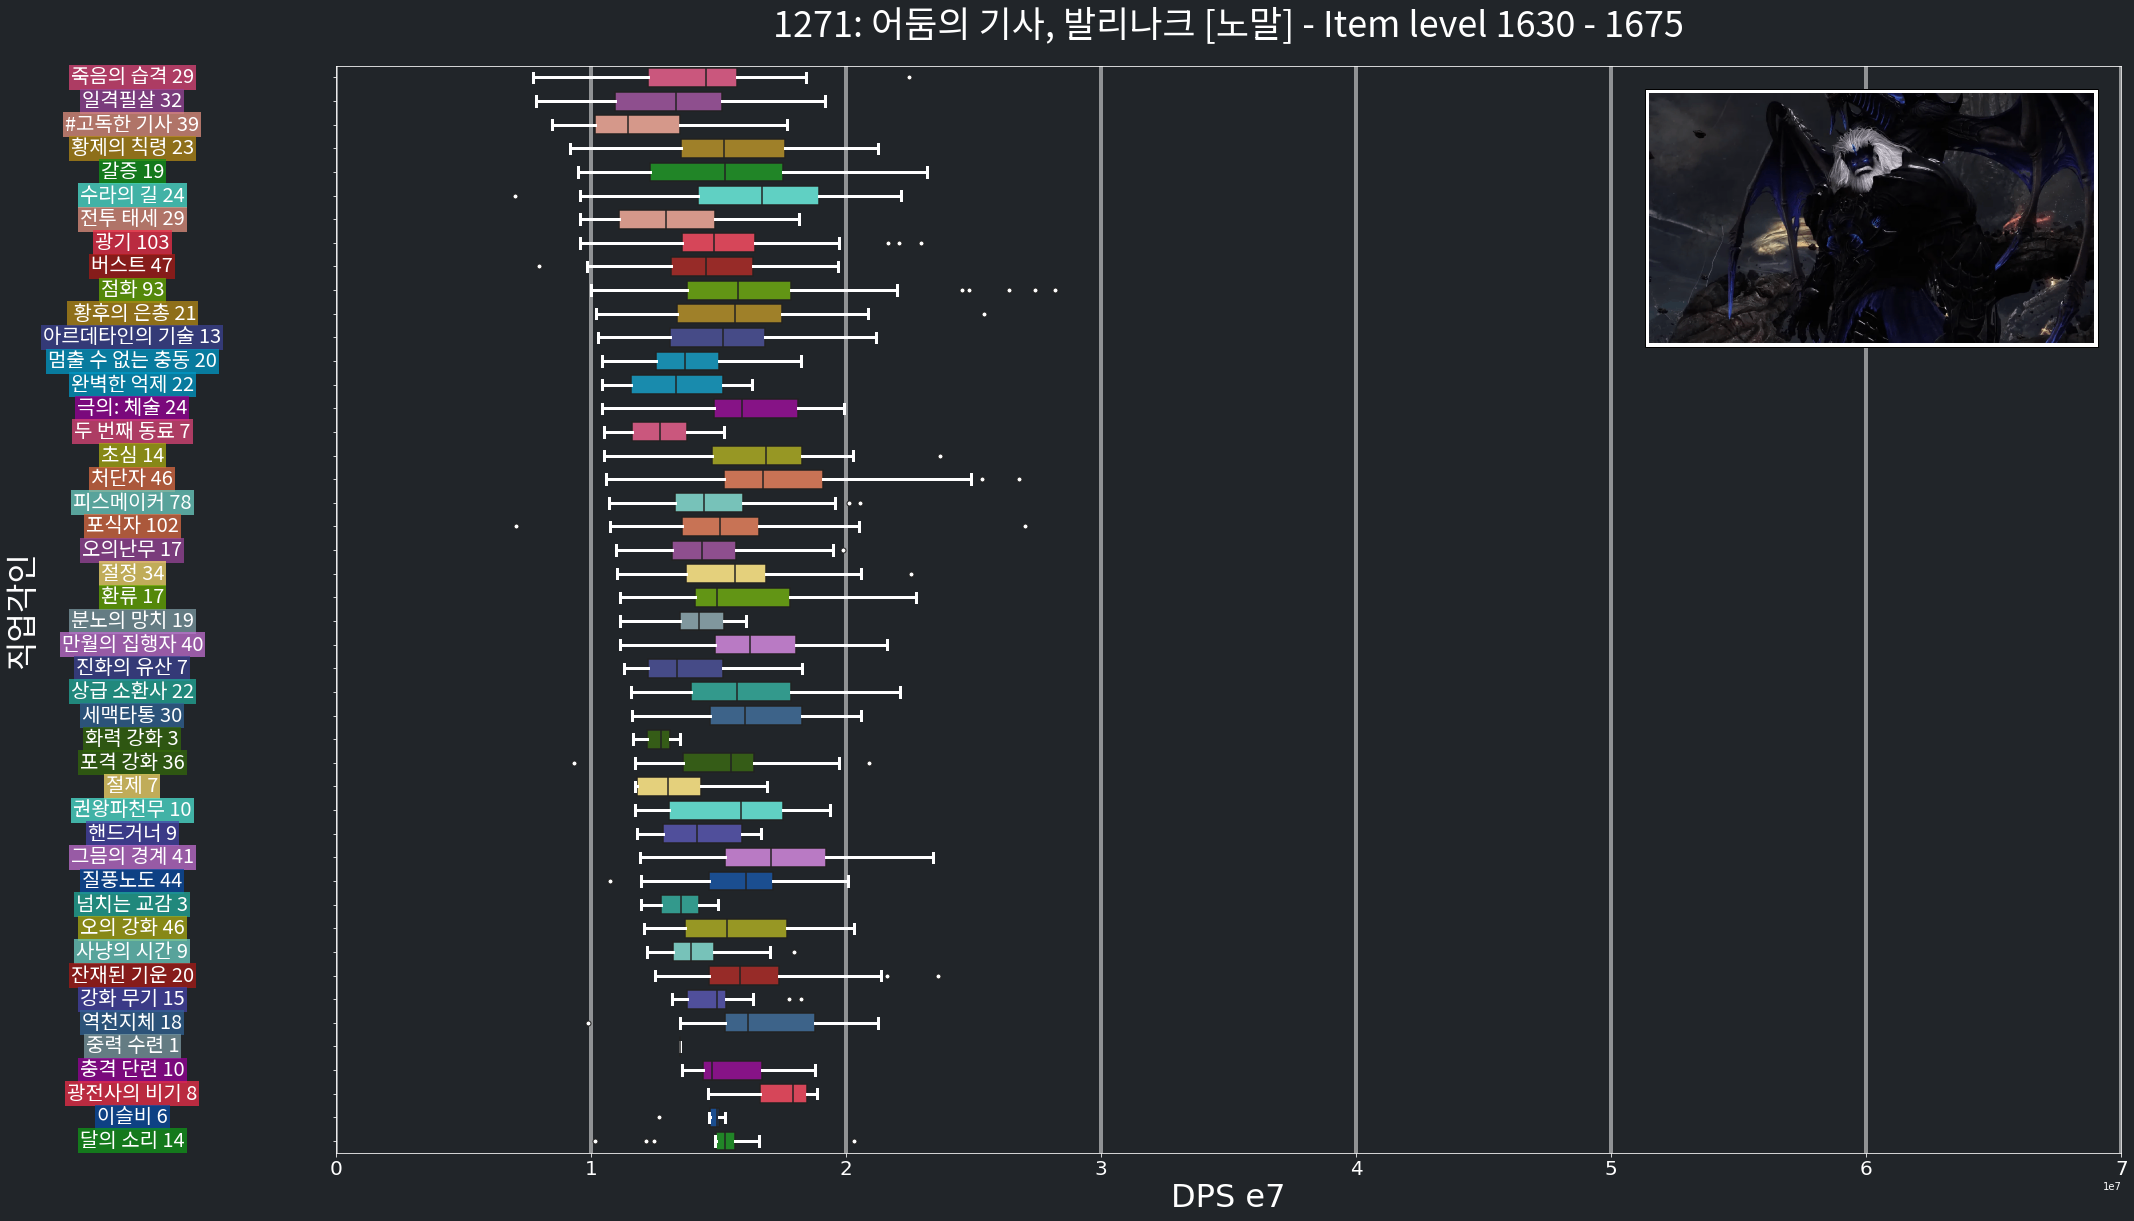 1271: 어둠의 기사, 발리나크 [노말] - Item level 1630 - 1675
직업각인
죽음의 습격 29
일격필살 32
#고독한 기사 39
황제의 칙령 23
갈증 19
수라의 길 24
전투 태세 29
광기 103
버스트 47
점화 93
황후의 은총 21
아르데타인의 기술 13
멈출 수 없는 충동 20
완벽한 억제 22
극의: 체술 24
두 번째 동료 7
초심 14
처단자 46
피스메이커 78
포식자 102
오의난무 17
절정 34
환류 17
분노의 망치 19
만월의 집행자 40
진화의 유산 7
상급 소환사 22
세맥타통 30
화력 강화 3
포격 강화 36
절제 7
권왕파천무 10
핸드거너 9
그믐의 경계 41
질풍노도 44
넘치는 교감 3
오의 강화 46
사냥의 시간 9
잔재된 기운 20
강화 무기 15
역천지체 18
중력 수련 1
충격 단련 10
광전사의 비기 8
이슬비 6
달의 소리 14
0 1 2 3 4 5 6 7
1e7
DPS e7